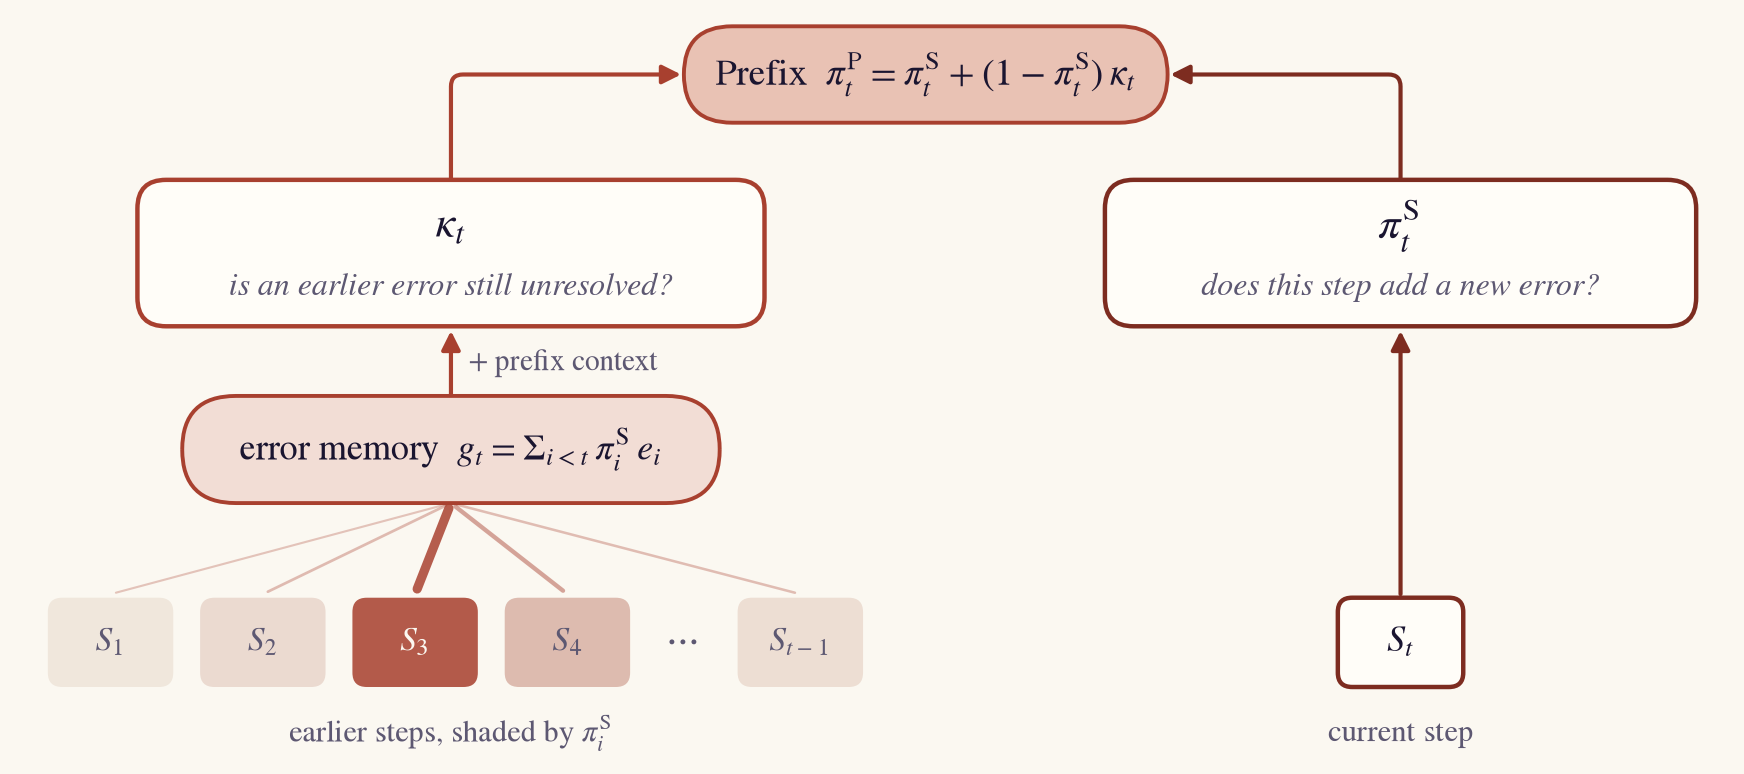 Prefix π_t^P = π_t^S + (1 − π_t^S) κ_t
κ_t
is an earlier error still unresolved?
π_t^S
does this step add a new error?
+ prefix context
error memory g_t = Σ_{i < t} π_i^S e_i
S_1 S_2 S_3 S_4 ... S_{t − 1}
S_t
earlier steps, shaded by π_i^S
current step